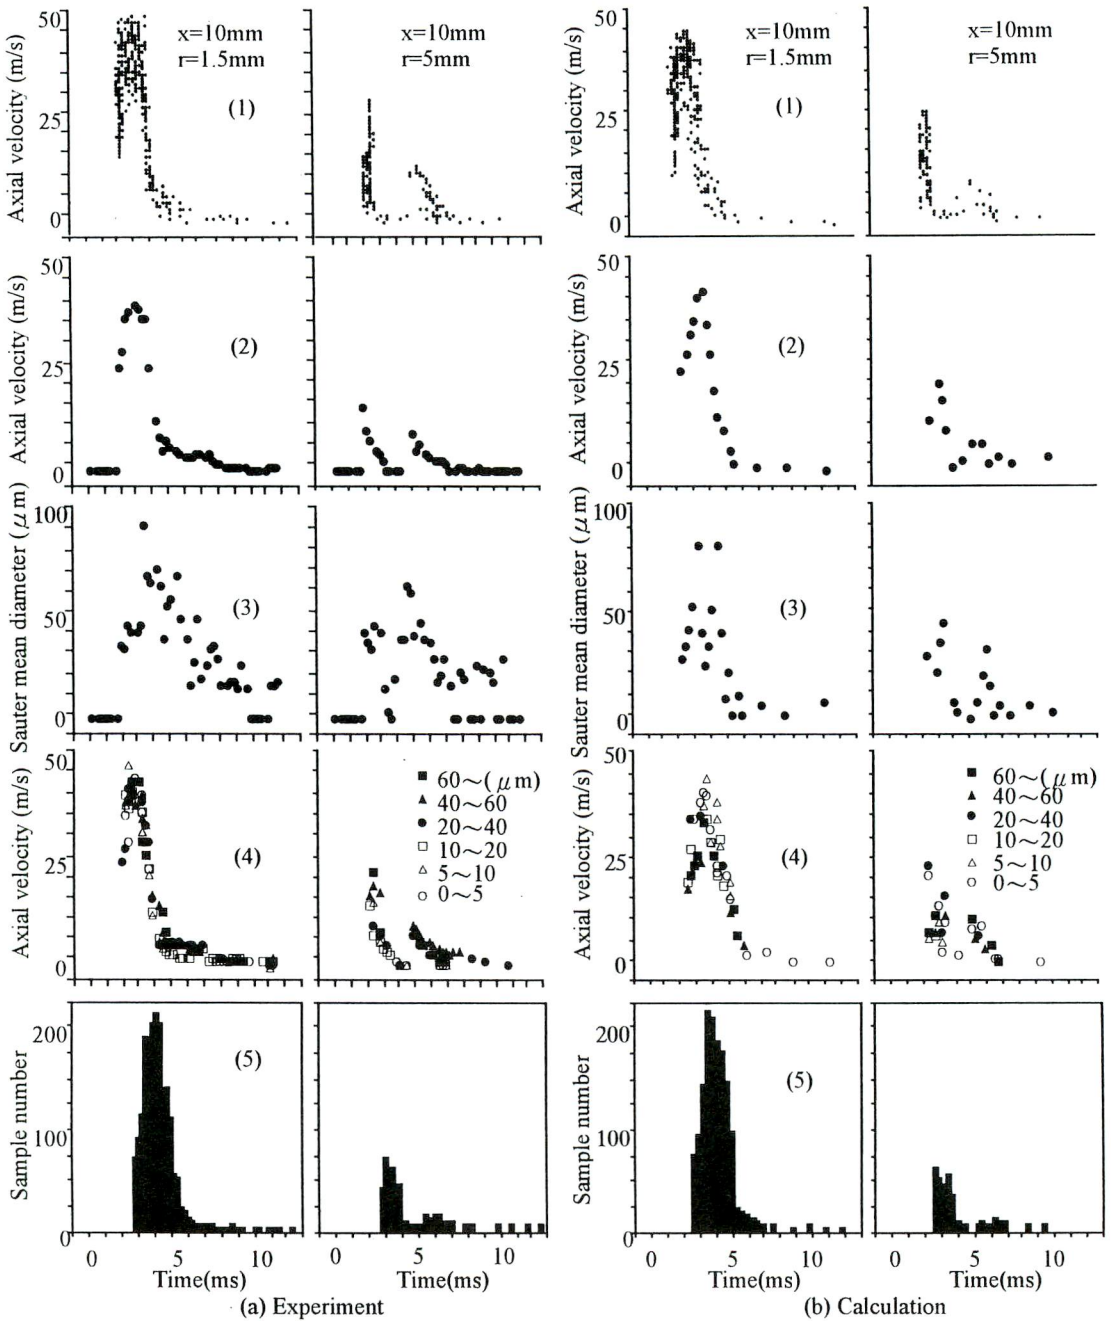 Axial velocity (m/s)
50
25
0
x=10mm
r=1.5mm
(1)
x=10mm
r=5mm
Axial velocity (m/s)
50
25
0
x=10mm
r=1.5mm
(1)
x=10mm
r=5mm
Axial velocity (m/s)
50
25
0
(2)
Axial velocity (m/s)
50
25
0
(2)
Sauter mean diameter (μm)
100
50
0
(3)
Sauter mean diameter (μm)
100
50
0
(3)
Axial velocity (m/s)
50
25
0
(4)
■ 60～(μm)
▲ 40～60
● 20～40
□ 10～20
△ 5～10
○ 0～5
Axial velocity (m/s)
50
25
0
(4)
■ 60～(μm)
▲ 40～60
● 20～40
□ 10～20
△ 5～10
○ 0～5
Sample number
200
100
0
(5)
Sample number
200
100
0
(5)
0 5 10
Time(ms)
0 5 10
Time(ms)
0 5 10
Time(ms)
0 5 10
Time(ms)
(a) Experiment
(b) Calculation